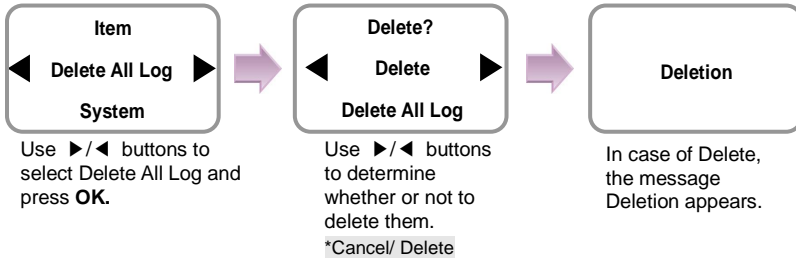 Item
Delete All Log
System
Use ▶/◀ buttons to
select Delete All Log and
press OK.
Delete?
Delete
Delete All Log
Use ▶/◀ buttons
to determine
whether or not to
delete them.
*Cancel/ Delete
Deletion
In case of Delete,
the message
Deletion appears.